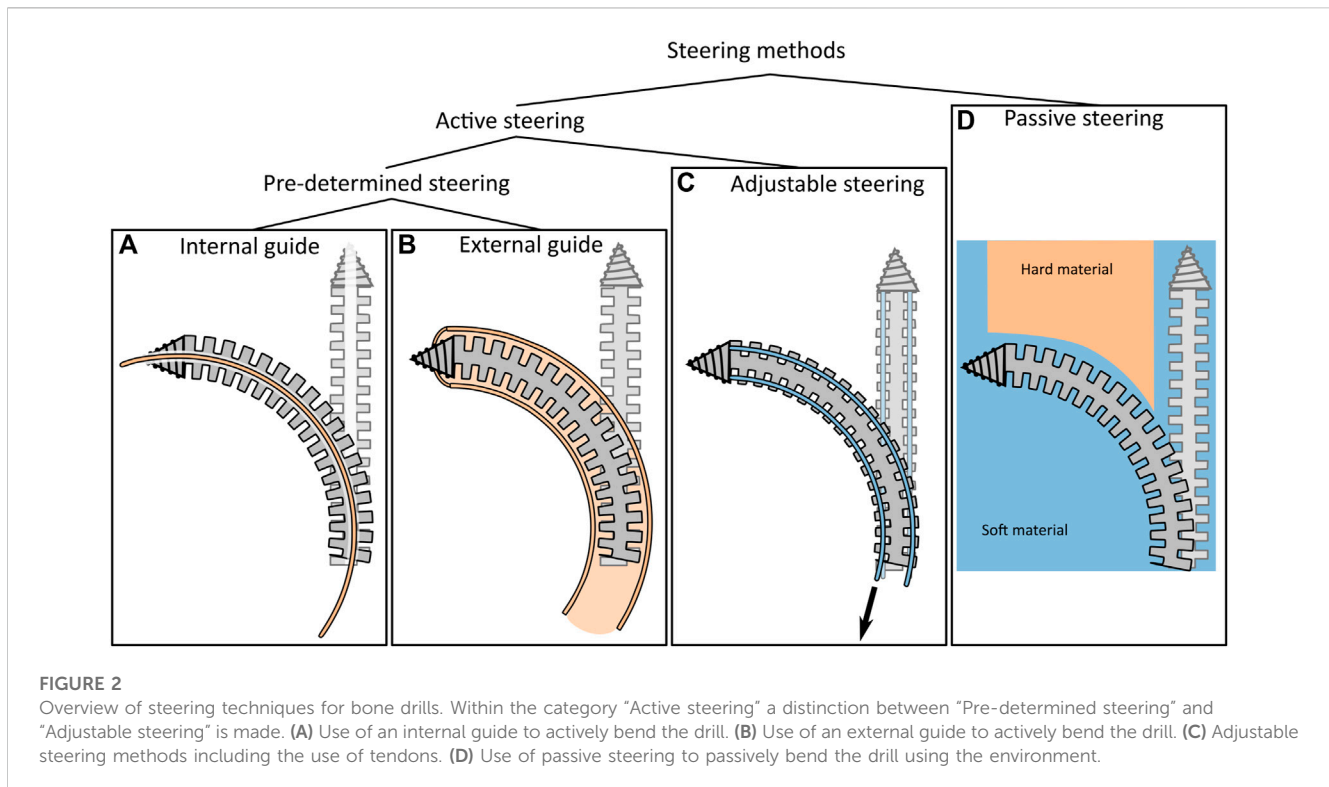 Steering methods
Active steering
D Passive steering
Pre-determined steering
C Adjustable steering
A Internal guide
B External guide
Hard material
Soft material
FIGURE 2
Overview of steering techniques for bone drills. Within the category “Active steering” a distinction between “Pre-determined steering” and
“Adjustable steering” is made. (A) Use of an internal guide to actively bend the drill. (B) Use of an external guide to actively bend the drill. (C) Adjustable
steering methods including the use of tendons. (D) Use of passive steering to passively bend the drill using the environment.